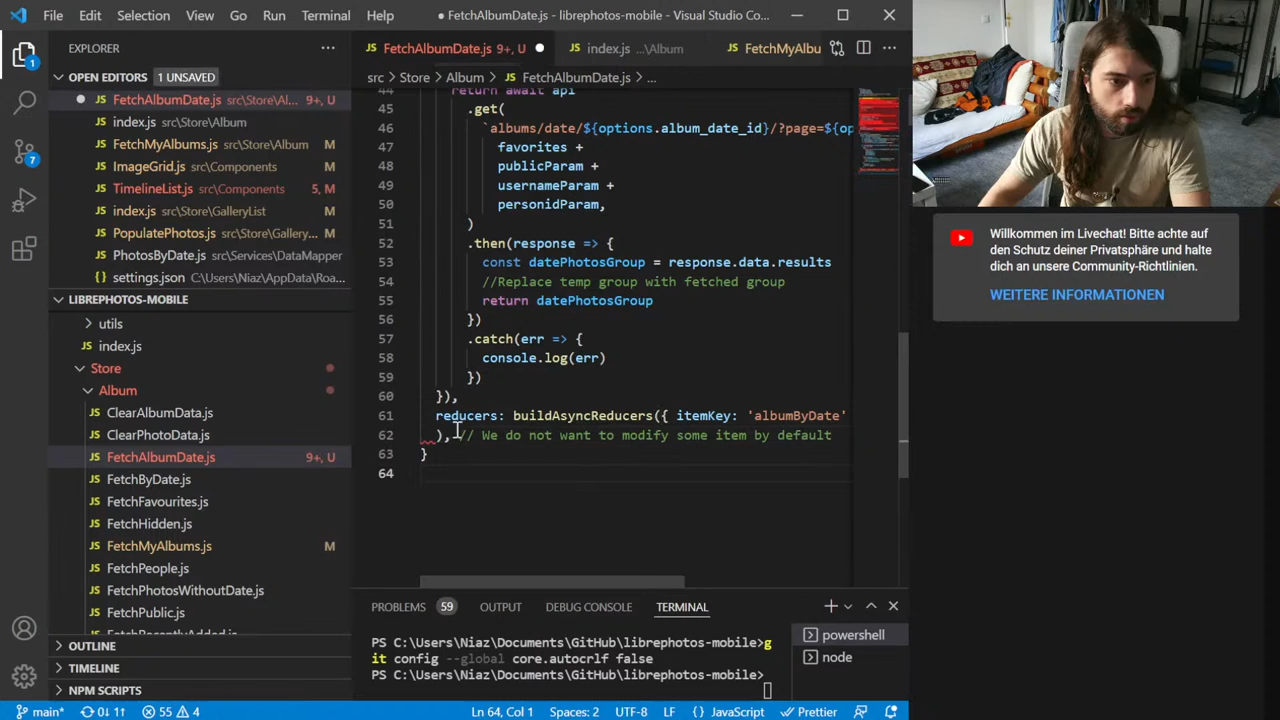 File Edit Selection View Go Run Terminal Help
● FetchAlbumDate.js - librephotos-mobile - Visual Studio Co...
EXPLORER
OPEN EDITORS 1 UNSAVED
FetchAlbumDate.js src\Store\Al... 9+, U
index.js src\Store\Album
FetchMyAlbums.js src\Store\Album M
ImageGrid.js src\Components M
TimelineList.js src\Components 5, M
index.js src\GalleryList M
PopulatePhotos.js src\Gallery... M
PhotosByDate.js src\Services\DataMapper
settings.json C:\Users\Niaz\AppData\Roa...
LIBREPHOTOS-MOBILE
utils
index.js
Store
Album
ClearAlbumData.js
ClearPhotoData.js
FetchAlbumDate.js 9+, U
FetchByDate.js
FetchFavourites.js
FetchHidden.js
FetchMyAlbums.js M
FetchPeople.js
FetchPhotosWithoutDate.js
FetchPublic.js
FetchRecentlyAdded.js
OUTLINE
TIMELINE
NPM SCRIPTS
FetchAlbumDate.js 9+, U index.js ...\Album FetchMyAlbu
src > Store > Album > JS FetchAlbumDate.js > ...
44 return await api
45 .get(
46 `albums/date/${options.album_date_id}/?page=${op
47 favorites +
48 publicParam +
49 usernameParam +
50 personidParam,
51 )
52 .then(response => {
53 const datePhotosGroup = response.data.results
54 //Replace temp group with fetched group
55 return datePhotosGroup
56 })
57 .catch(err => {
58 console.log(err)
59 })
60 }),
61 reducers: buildAsyncReducers({ itemKey: 'albumByDate'
62 ), // We do not want to modify some item by default
63 }
64
PROBLEMS 59 OUTPUT DEBUG CONSOLE TERMINAL
PS C:\Users\Niaz\Documents\GitHub\librephotos-mobile>g
it config --global core.autocrlf false
PS C:\Users\Niaz\Documents\GitHub\librephotos-mobile>
powershell
node
main* 0↓ 1↑ 55 4 Ln 64, Col 1 Spaces: 2 UTF-8 LF {} JavaScript Prettier
Willkommen im Livechat! Bitte achte auf
den Schutz deiner Privatsphäre und halte
dich an unsere Community-Richtlinien.
WEITERE INFORMATIONEN